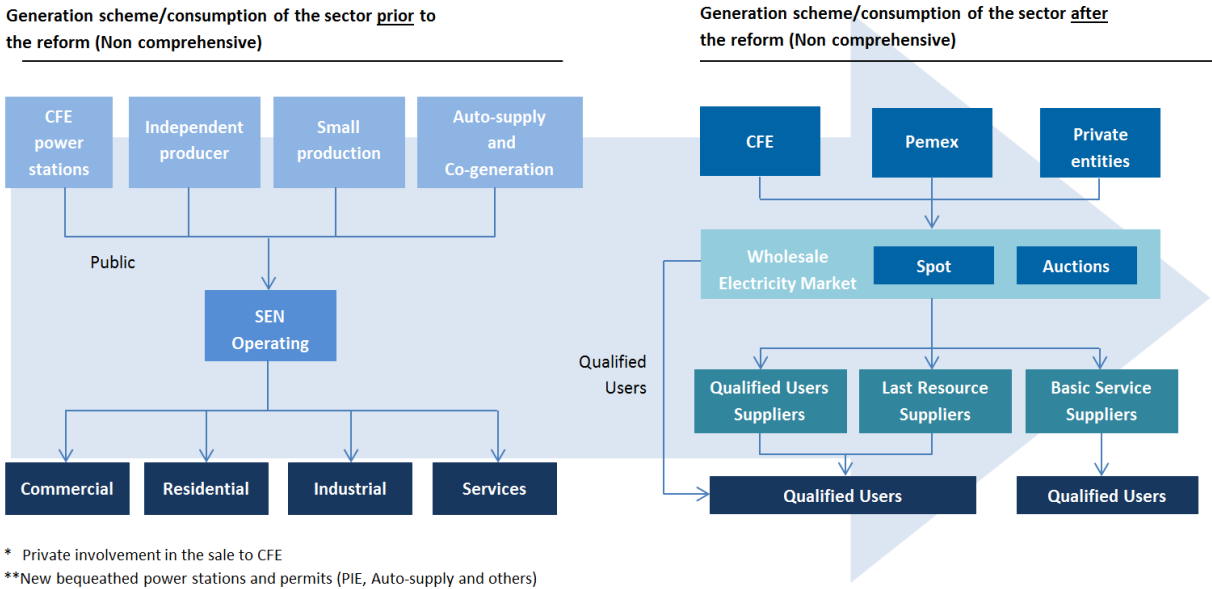 Generation scheme/consumption of the sector prior to
the reform (Non comprehensive)
CFE
power
stations
Independent
producer
Small
production
Auto-supply
and
Co-generation
Public
SEN
Operating
Commercial
Residential
Industrial
Services
* Private involvement in the sale to CFE
**New bequeathed power stations and permits (PIE, Auto-supply and others)
Generation scheme/consumption of the sector after
the reform (Non comprehensive)
CFE
Pemex
Private
entities
Wholesale
Electricity Market
Spot
Auctions
Qualified
Users
Qualified Users
Suppliers
Last Resource
Suppliers
Basic Service
Suppliers
Qualified Users
Qualified Users